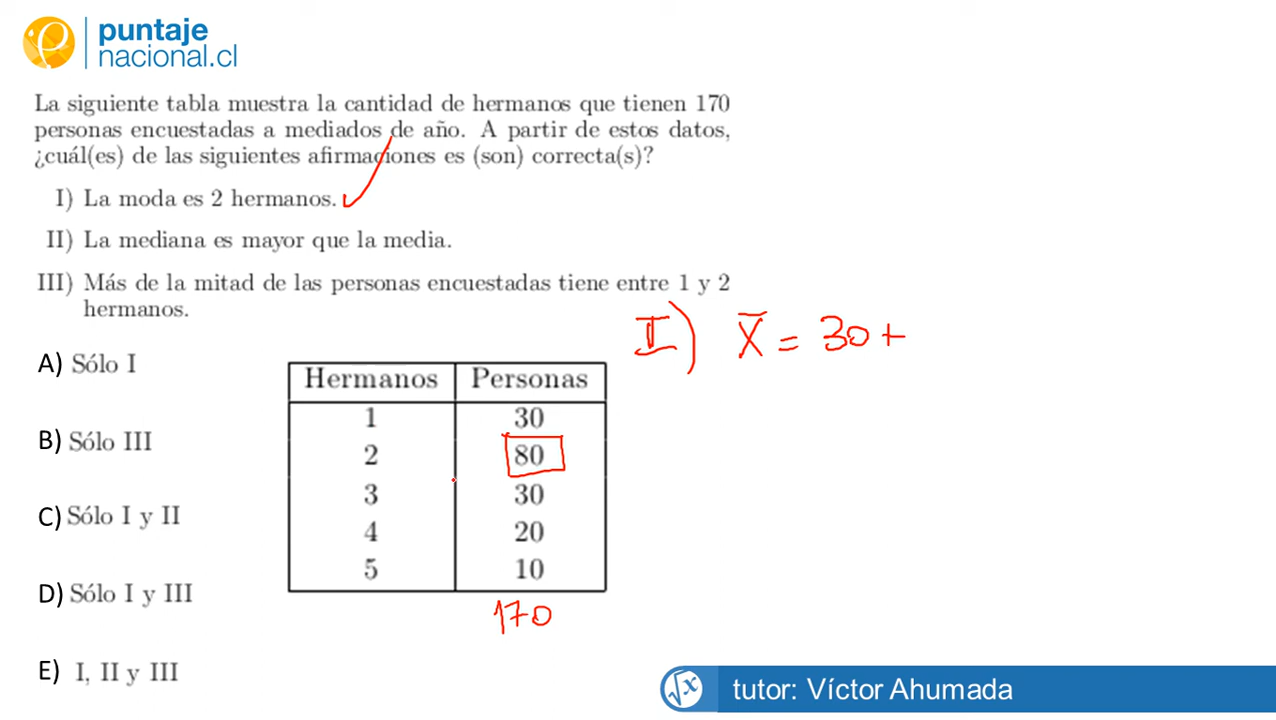 puntaje
nacional.cl
La siguiente tabla muestra la cantidad de hermanos que tienen 170
personas encuestadas a mediados de año. A partir de estos datos,
¿cuál(es) de las siguientes afirmaciones es (son) correcta(s)?
I) La moda es 2 hermanos.
II) La mediana es mayor que la media.
III) Más de la mitad de las personas encuestadas tiene entre 1 y 2
hermanos.
I) X̄ = 30+
A) Sólo I
B) Sólo III
C) Sólo I y II
D) Sólo I y III
E) I, II y III
Hermanos Personas
1 30
2 80
3 30
4 20
5 10
170
√x tutor: Víctor Ahumada